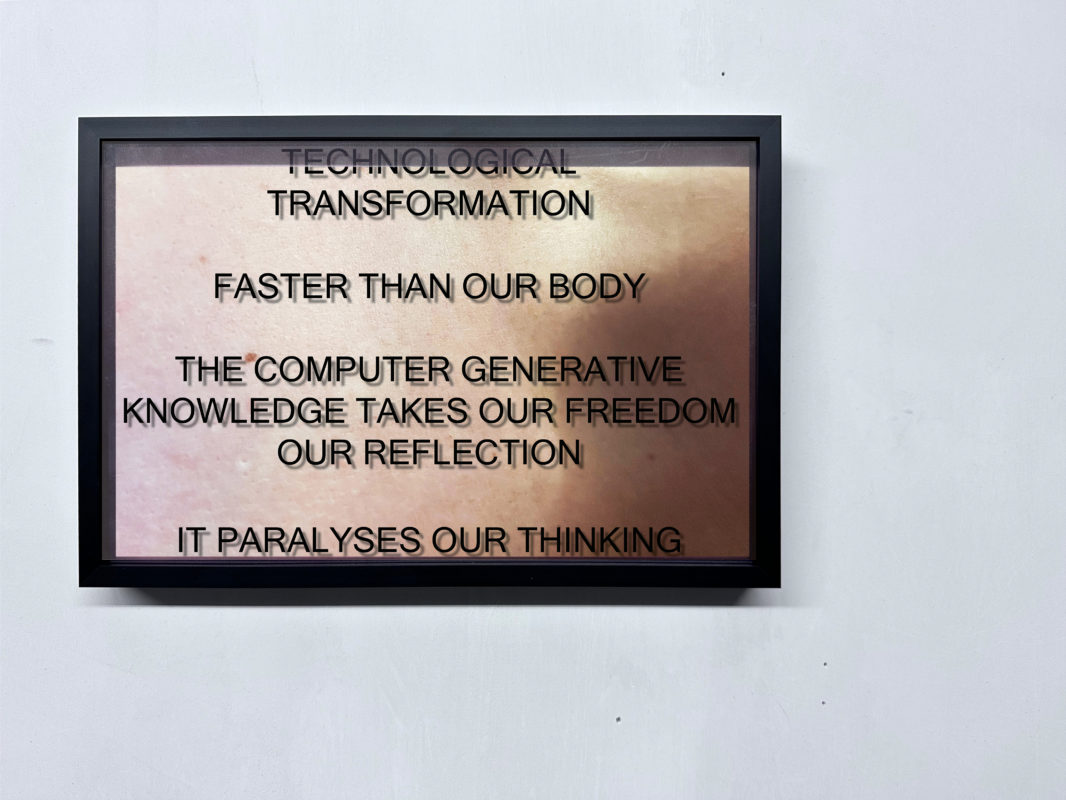 TECHNOLOGICAL
TRANSFORMATION
FASTER THAN OUR BODY
THE COMPUTER GENERATIVE
KNOWLEDGE TAKES OUR FREEDOM
OUR REFLECTION
IT PARALYSES OUR THINKING